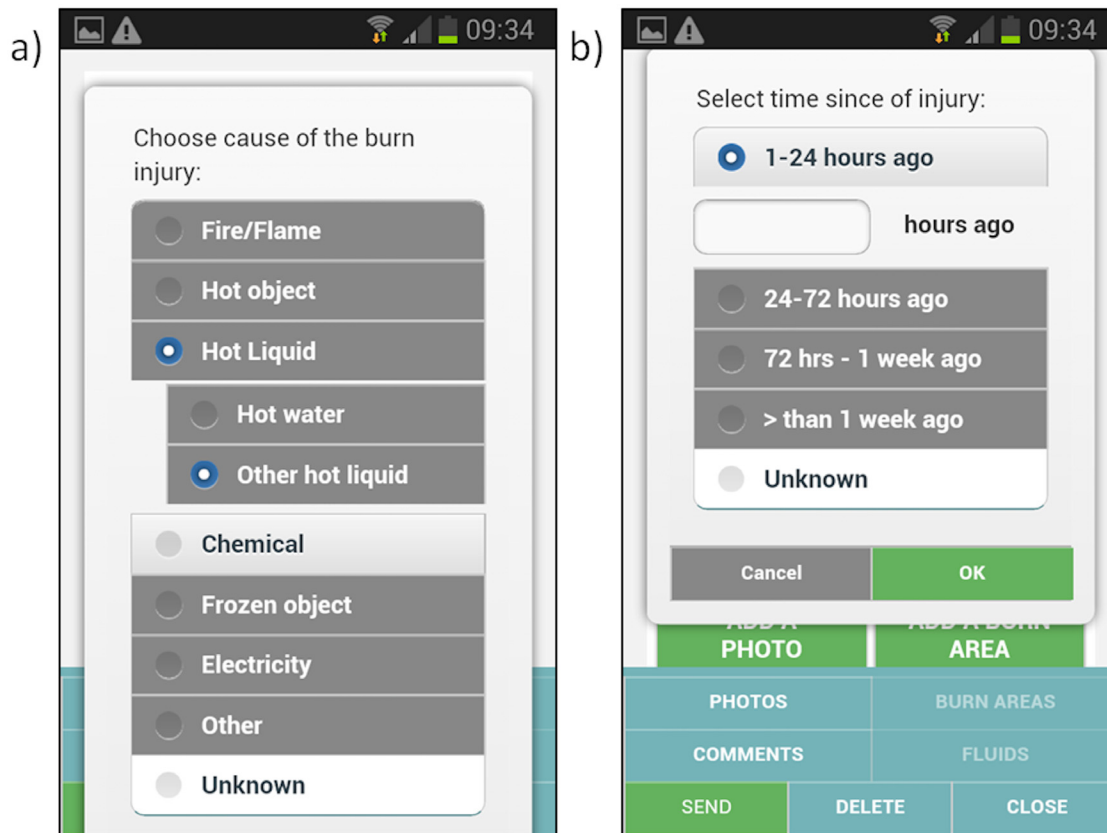 a)
09:34
Choose cause of the burn
injury:
Fire/Flame
Hot object
Hot Liquid
Hot water
Other hot liquid
Chemical
Frozen object
Electricity
Other
Unknown
b)
09:34
Select time since of injury:
1-24 hours ago
hours ago
24-72 hours ago
72 hrs - 1 week ago
> than 1 week ago
Unknown
Cancel OK
ADD A
PHOTO
ADD A BURN
AREA
PHOTOS BURN AREAS
COMMENTS FLUIDS
SEND DELETE CLOSE